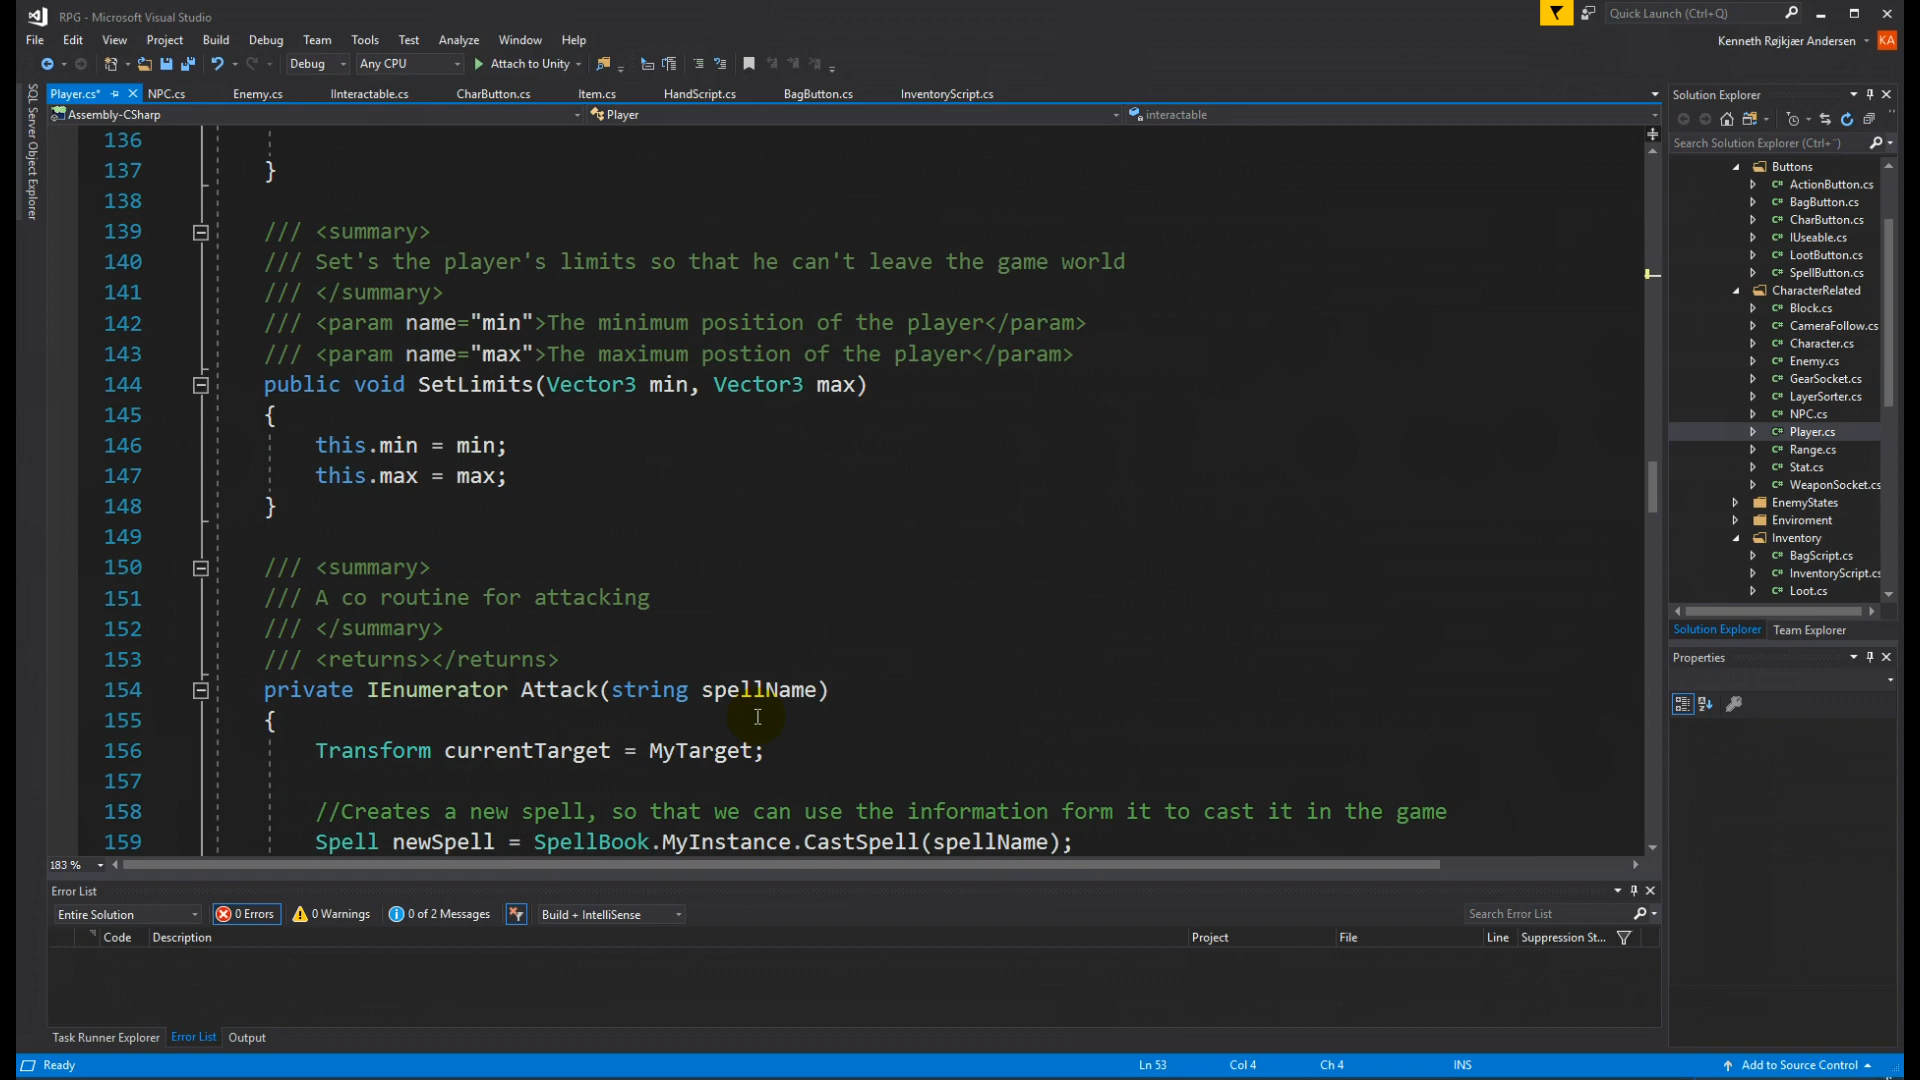 RPG - Microsoft Visual Studio
Quick Launch (Ctrl+Q)
File Edit View Project Build Debug Team Tools Test Analyze Window Help
Kenneth Røjkjær Andersen KA
Debug Any CPU Attach to Unity
SQL Server Object Explorer
Player.cs* NPC.cs Enemy.cs IInteractable.cs CharButton.cs Item.cs HandScript.cs BagButton.cs InventoryScript.cs
Assembly-CSharp Player interactable
136
137 }
138
139 /// <summary>
140 /// Set's the player's limits so that he can't leave the game world
141 /// </summary>
142 /// <param name="min">The minimum position of the player</param>
143 /// <param name="max">The maximum postion of the player</param>
144 public void SetLimits(Vector3 min, Vector3 max)
145 {
146 this.min = min;
147 this.max = max;
148 }
149
150 /// <summary>
151 /// A co routine for attacking
152 /// </summary>
153 /// <returns></returns>
154 private IEnumerator Attack(string spellName)
155 {
156 Transform currentTarget = MyTarget;
157
158 //Creates a new spell, so that we can use the information form it to cast it in the game
159 Spell newSpell = SpellBook.MyInstance.CastSpell(spellName);
183 %
Solution Explorer
Search Solution Explorer (Ctrl+¨)
Buttons
C# ActionButton.cs
C# BagButton.cs
C# CharButton.cs
C# IUseable.cs
C# LootButton.cs
C# SpellButton.cs
CharacterRelated
C# Block.cs
C# CameraFollow.cs
C# Character.cs
C# Enemy.cs
C# GearSocket.cs
C# LayerSorter.cs
C# NPC.cs
C# Player.cs
C# Range.cs
C# Stat.cs
C# WeaponSocket.cs
EnemyStates
Enviroment
Inventory
C# BagScript.cs
C# InventoryScript.cs
C# Loot.cs
Solution Explorer Team Explorer
Properties
Error List
Entire Solution 0 Errors 0 Warnings 0 of 2 Messages Build + IntelliSense Search Error List
Code Description Project File Line Suppression St...
Task Runner Explorer Error List Output
Ready Ln 53 Col 4 Ch 4 INS Add to Source Control